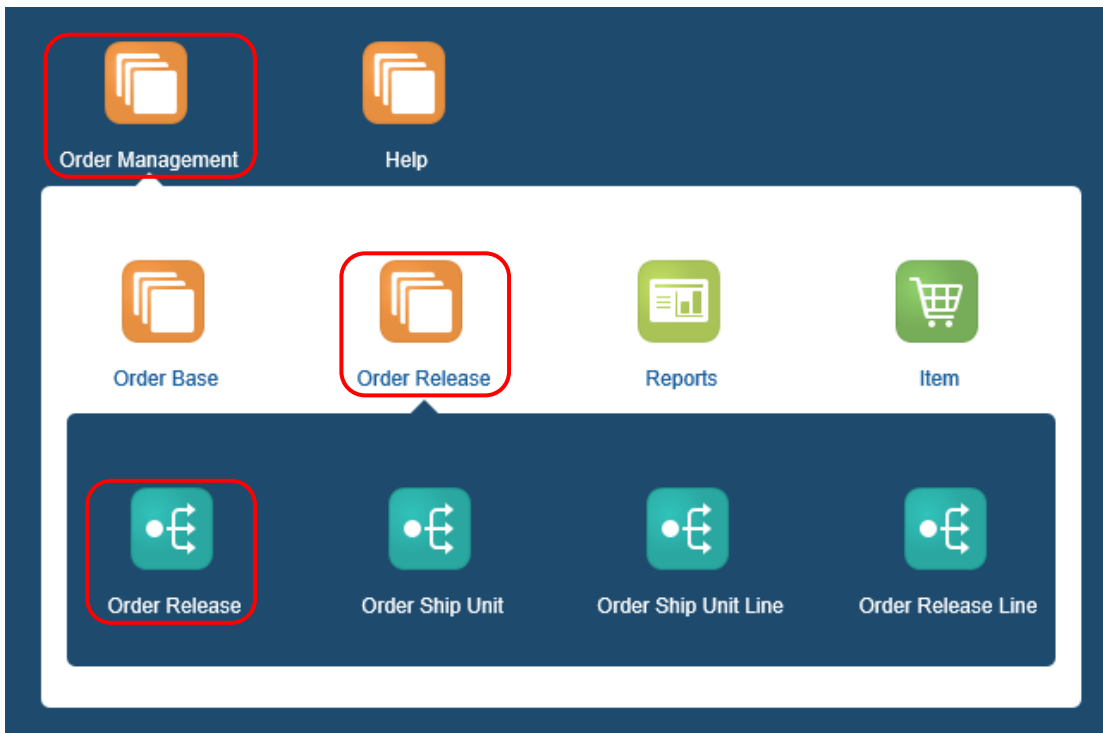 Order Management
Help
Order Base
Order Release
Reports
Item
Order Release
Order Ship Unit
Order Ship Unit Line
Order Release Line